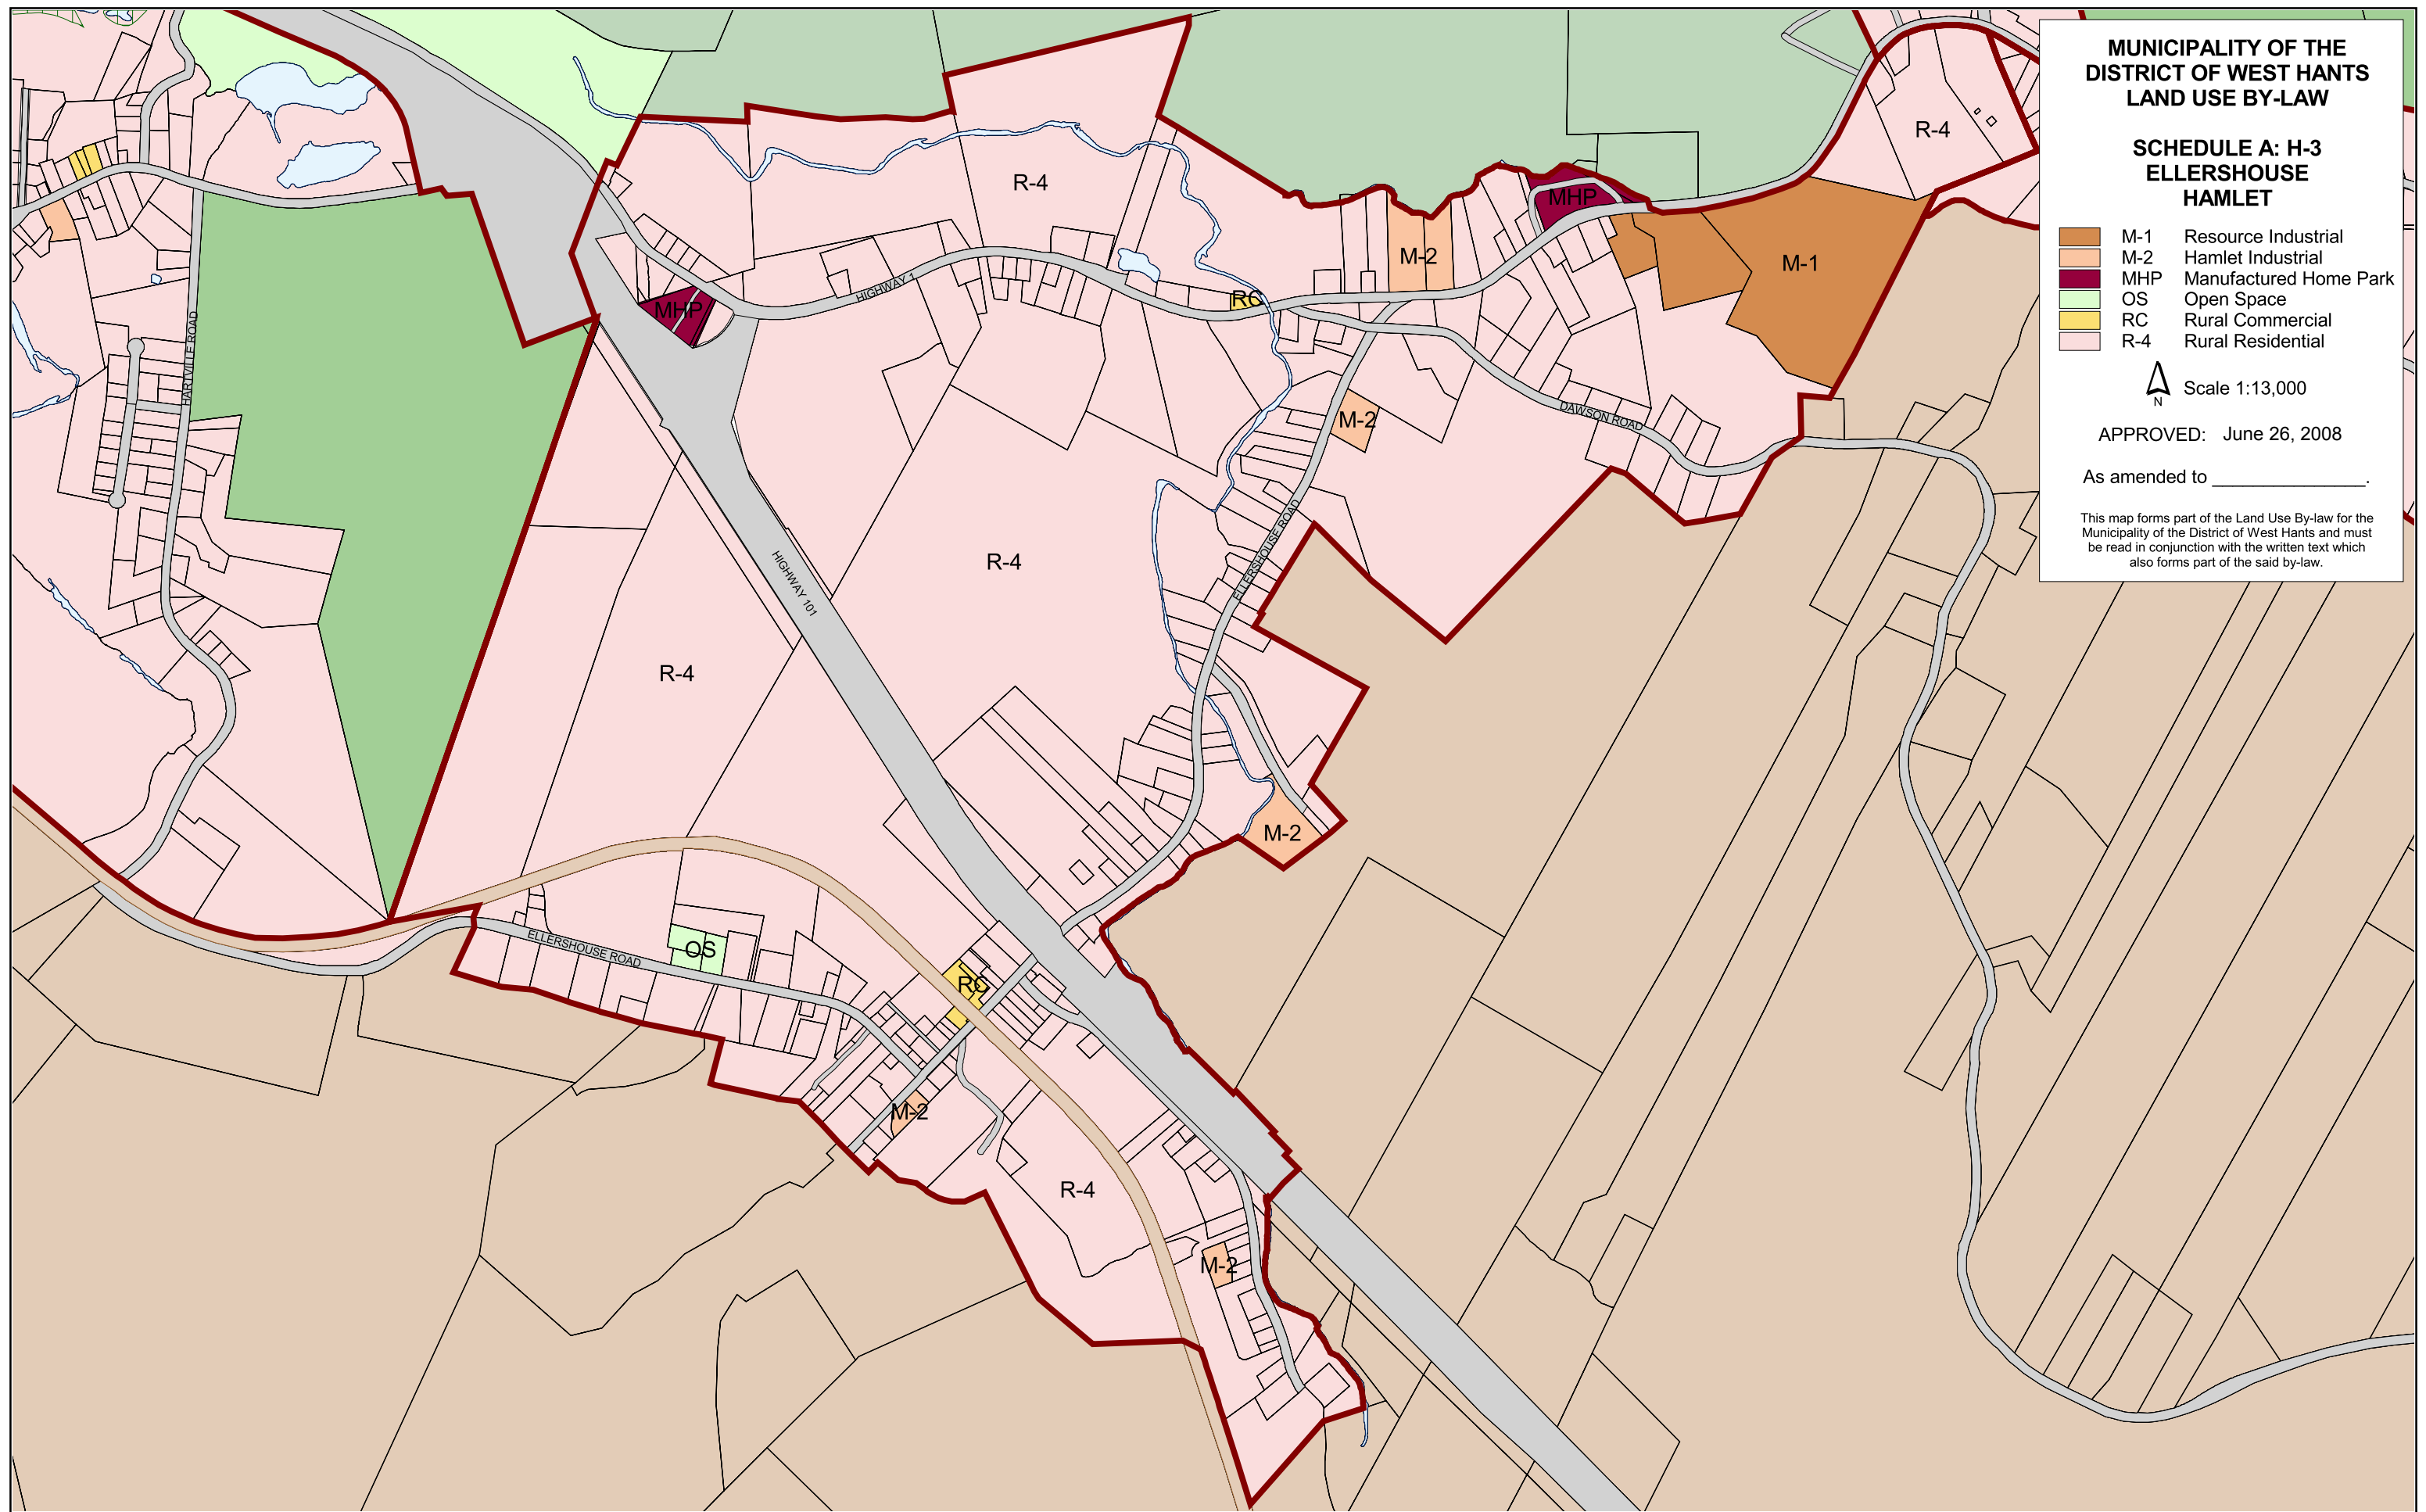 MUNICIPALITY OF THE
DISTRICT OF WEST HANTS
LAND USE BY-LAW
SCHEDULE A: H-3
ELLERSHOUSE
HAMLET
M-1 Resource Industrial
M-2 Hamlet Industrial
MHP Manufactured Home Park
OS Open Space
RC Rural Commercial
R-4 Rural Residential
N
Scale 1:13,000
APPROVED: June 26, 2008
As amended to _______________.
This map forms part of the Land Use By-law for the
Municipality of the District of West Hants and must
be read in conjunction with the written text which
also forms part of the said by-law.
R-4
R-4
MHP
M-2
M-1
HIGHWAY 1
RC
MHP
HARTVILLE ROAD
M-2
DAWSON ROAD
ELLERSHOUSE ROAD
R-4
HIGHWAY 101
R-4
M-2
ELLERSHOUSE ROAD
OS
RC
M-2
R-4
M-2